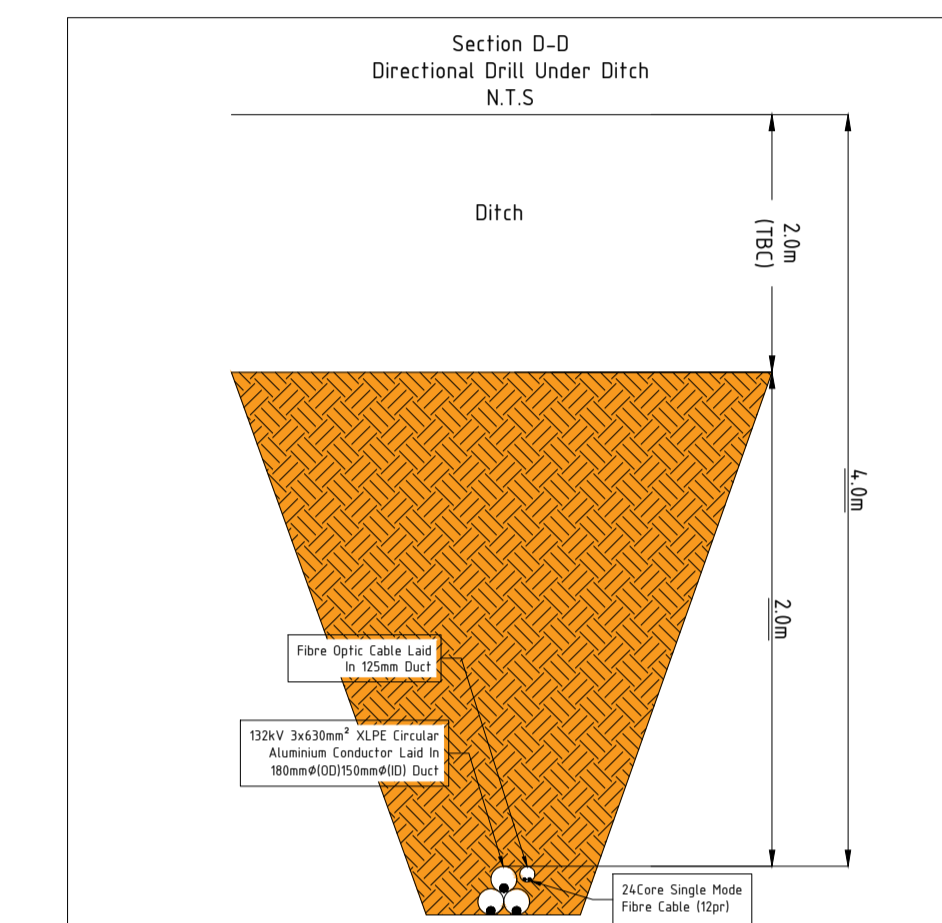 Section D-D
Directional Drill Under Ditch
N.T.S
Ditch
2.0m
(TBC)
4.0m
2.0m
Fibre Optic Cable Laid
In 125mm Duct
132kV 3x630mm² XLPE Circular
Aluminium Conductor Laid In
180mmø(OD)150mmø(ID) Duct
24Core Single Mode
Fibre Cable (12pr)